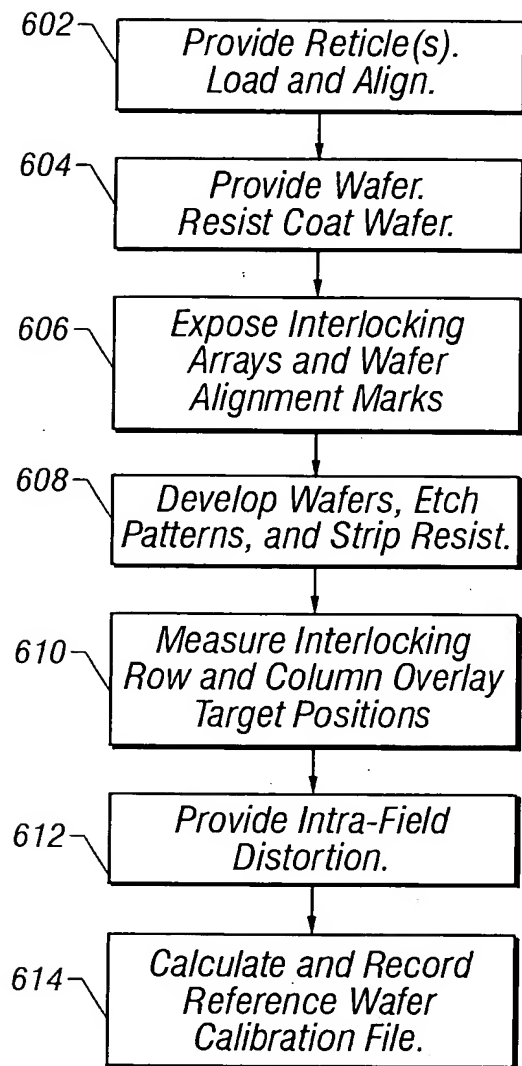 602
Provide Reticle(s).
Load and Align.
604
Provide Wafer.
Resist Coat Wafer.
606
Expose Interlocking
Arrays and Wafer
Alignment Marks
608
Develop Wafers, Etch
Patterns, and Strip Resist.
610
Measure Interlocking
Row and Column Overlay
Target Positions
612
Provide Intra-Field
Distortion.
614
Calculate and Record
Reference Wafer
Calibration File.